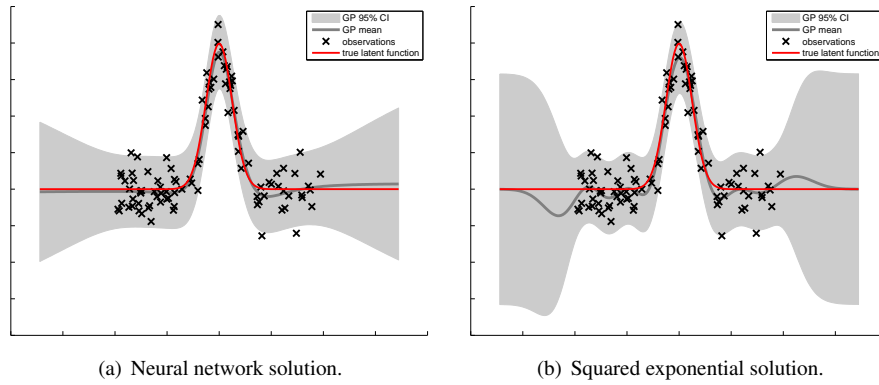 GP 95% CI
GP mean
observations
true latent function
GP 95% CI
GP mean
observations
true latent function
(a) Neural network solution.
(b) Squared exponential solution.